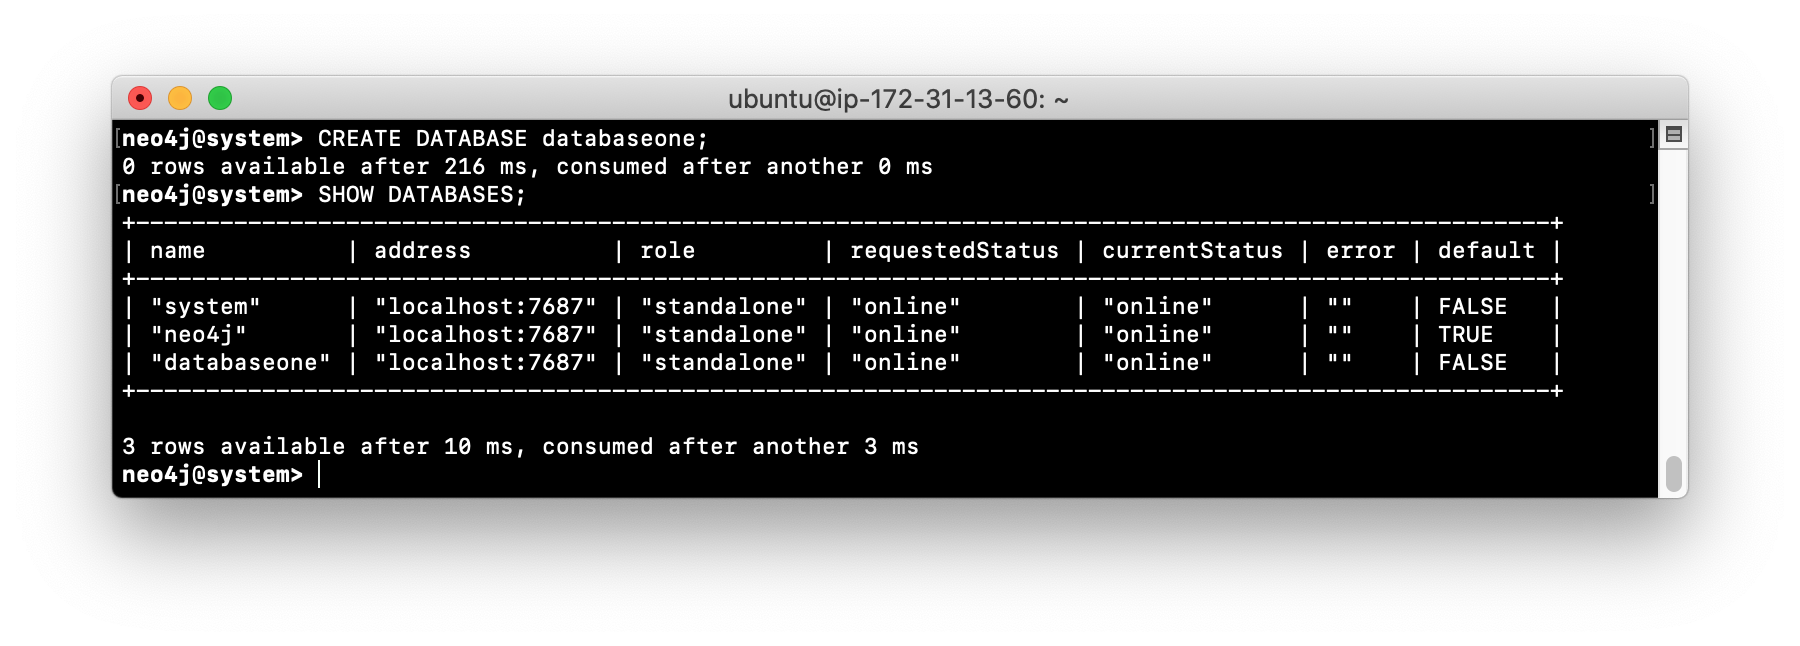 ubuntu@ip-172-31-13-60: ~
[neo4j@system> CREATE DATABASE databaseone; ]
0 rows available after 216 ms, consumed after another 0 ms
[neo4j@system> SHOW DATABASES; ]
+-----------------------------------------------------------------------------------------------------+
| name          | address          | role         | requestedStatus | currentStatus | error | default |
+-----------------------------------------------------------------------------------------------------+
| "system"      | "localhost:7687" | "standalone" | "online"        | "online"      | ""    | FALSE   |
| "neo4j"       | "localhost:7687" | "standalone" | "online"        | "online"      | ""    | TRUE    |
| "databaseone" | "localhost:7687" | "standalone" | "online"        | "online"      | ""    | FALSE   |
+-----------------------------------------------------------------------------------------------------+
3 rows available after 10 ms, consumed after another 3 ms
neo4j@system>